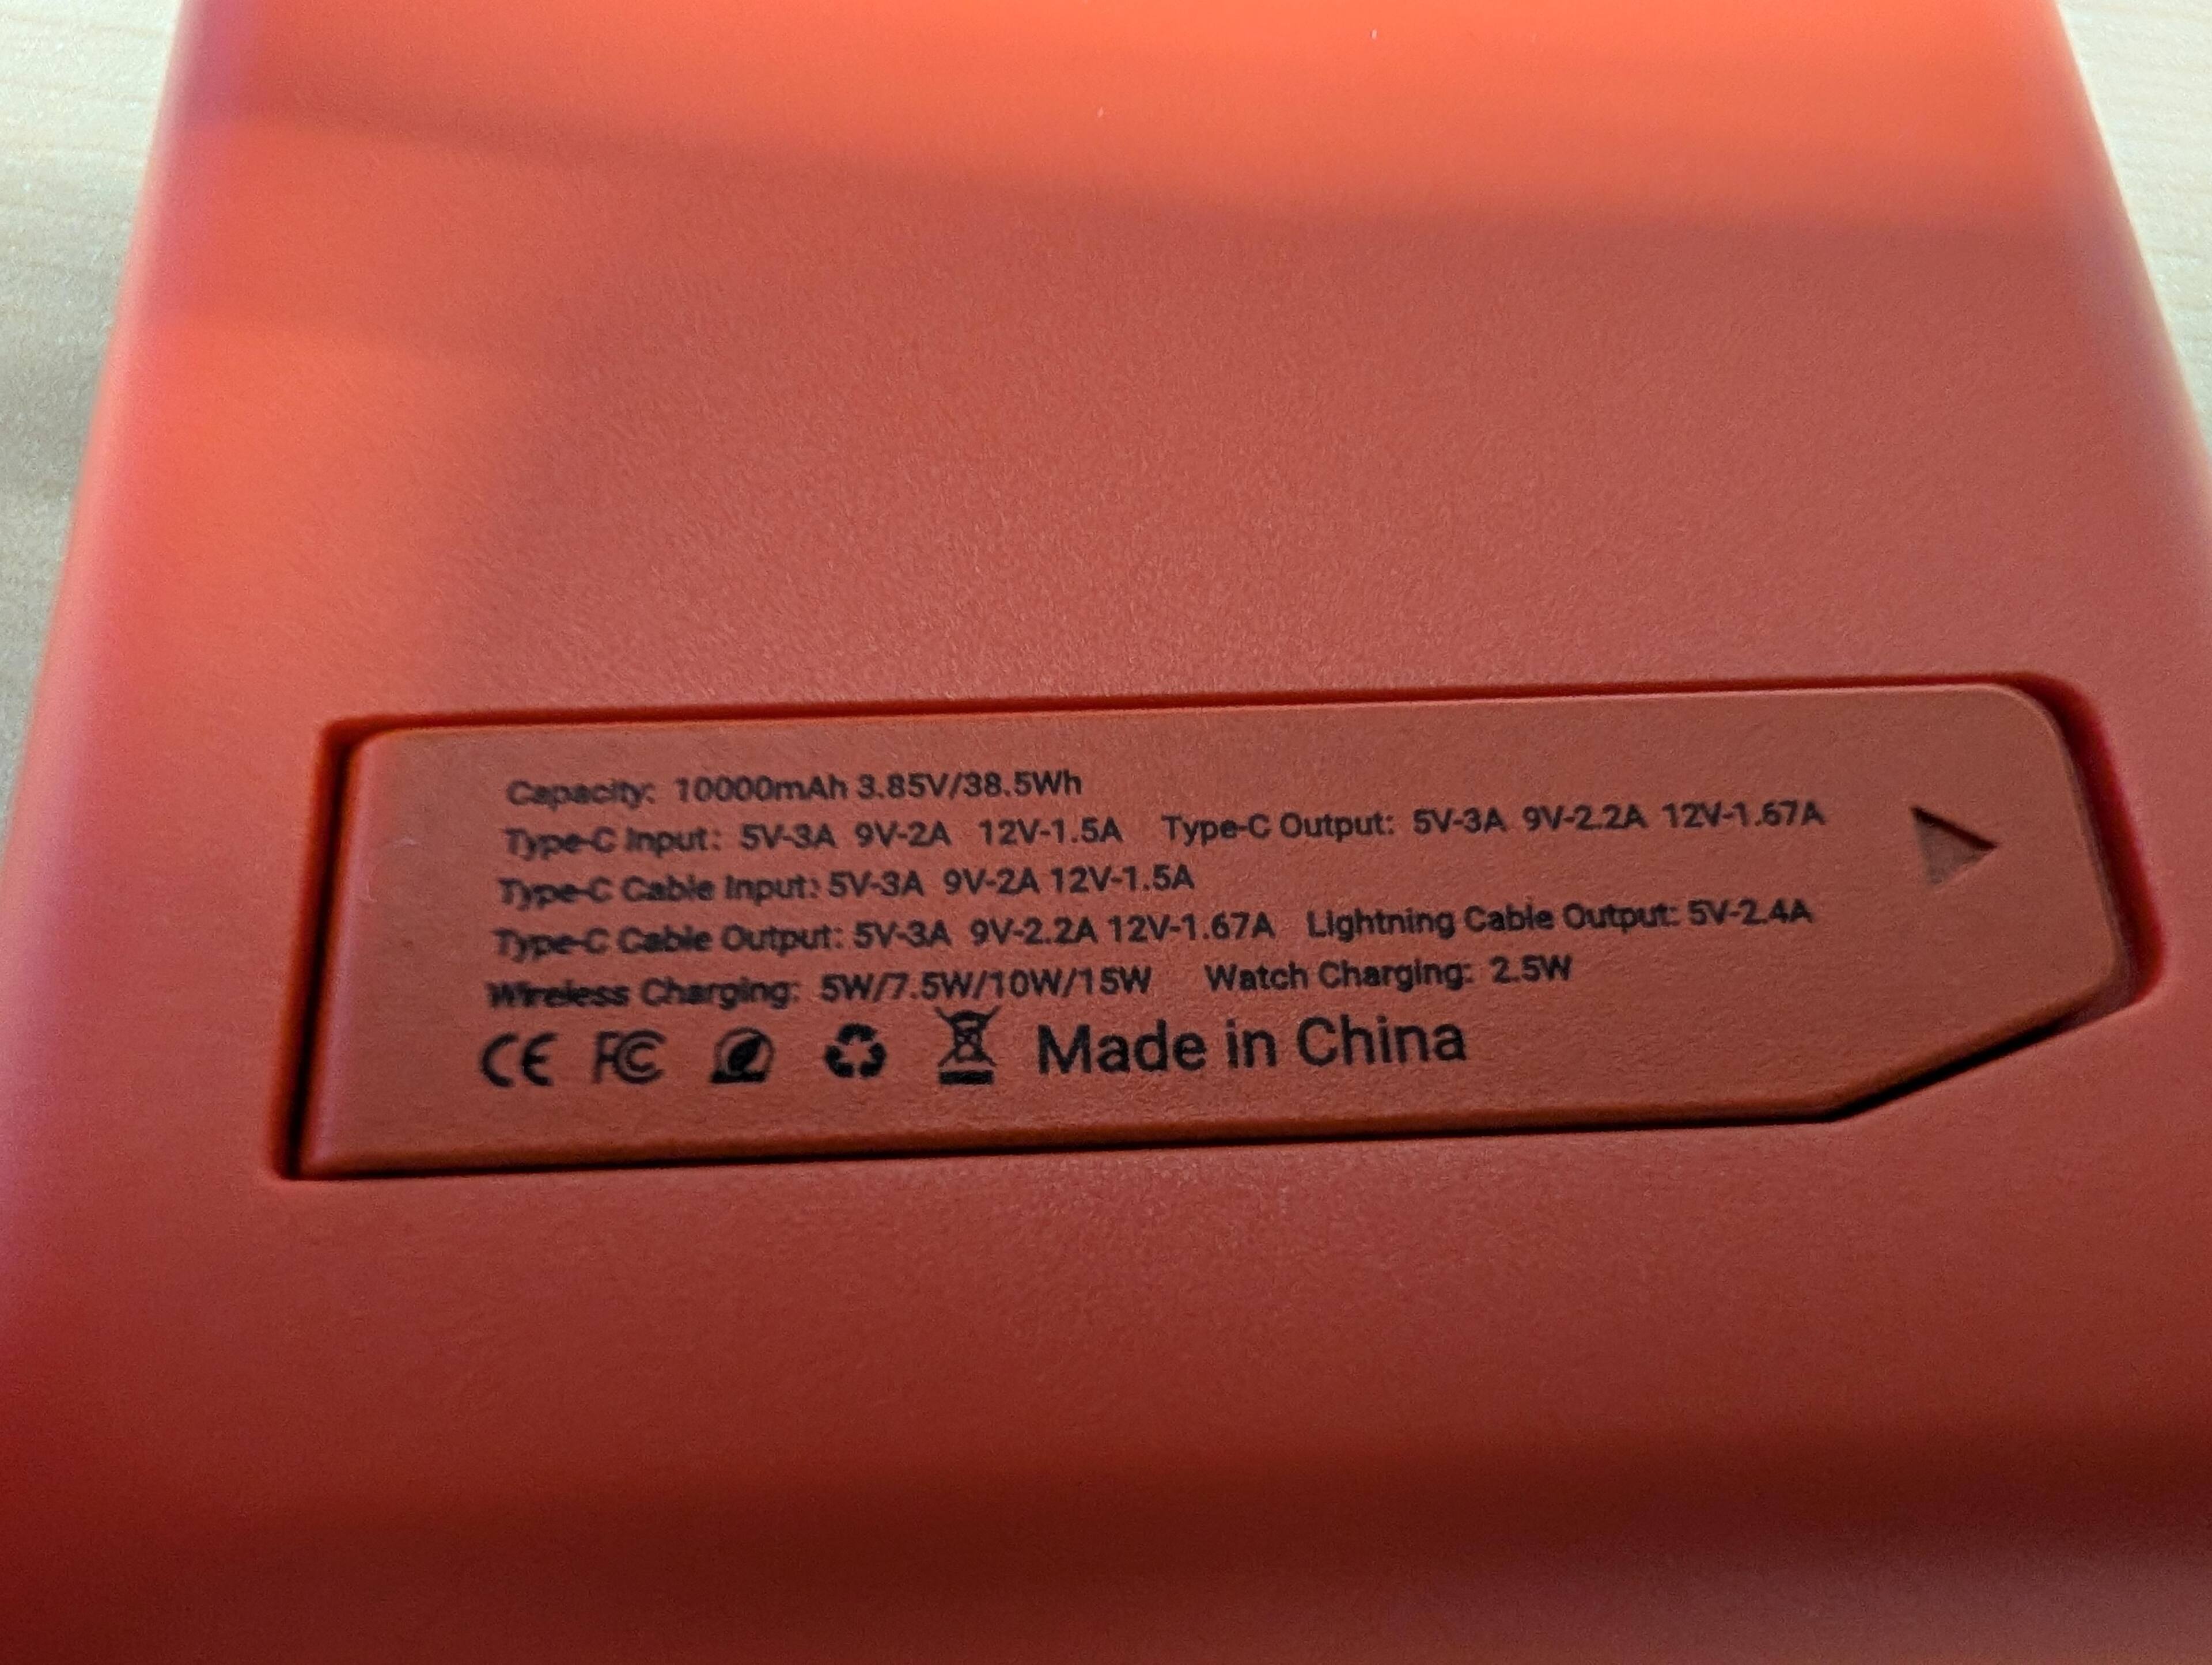 Capacity: 10000mAh 3.85V/38.5Wh
Type-C Input: 5V-3A 9V-2A 12V-1.5A Type-C Output: 5V-3A 9V-2.2A 12V-1.67A
Type-C Cable Input: 5V-3A 9V-2A 12V-1.5A
Type-C Cable Output: 5V-3A 9V-2.2A 12V-1.67A Lightning Cable Output: 5V-2.4A
Wireless Charging: 5W/7.5W/10W/15W Watch Charging: 2.5W
CE FC Made in China